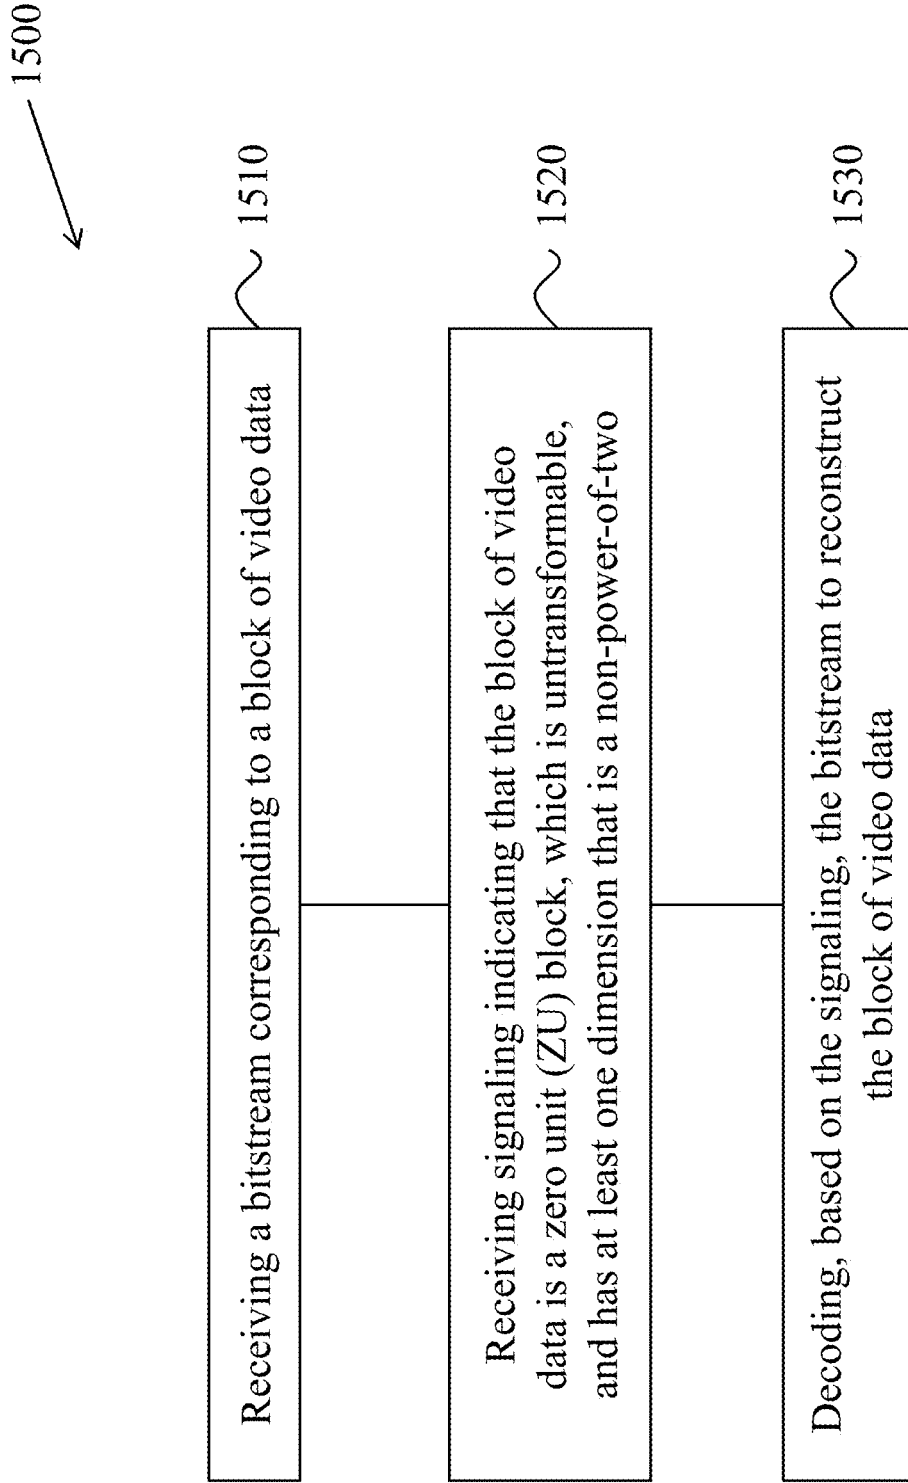 1500
Receiving a bitstream corresponding to a block of video data
1510
Receiving signaling indicating that the block of video
data is a zero unit (ZU) block, which is untransformable,
and has at least one dimension that is a non-power-of-two
1520
Decoding, based on the signaling, the bitstream to reconstruct
the block of video data
1530